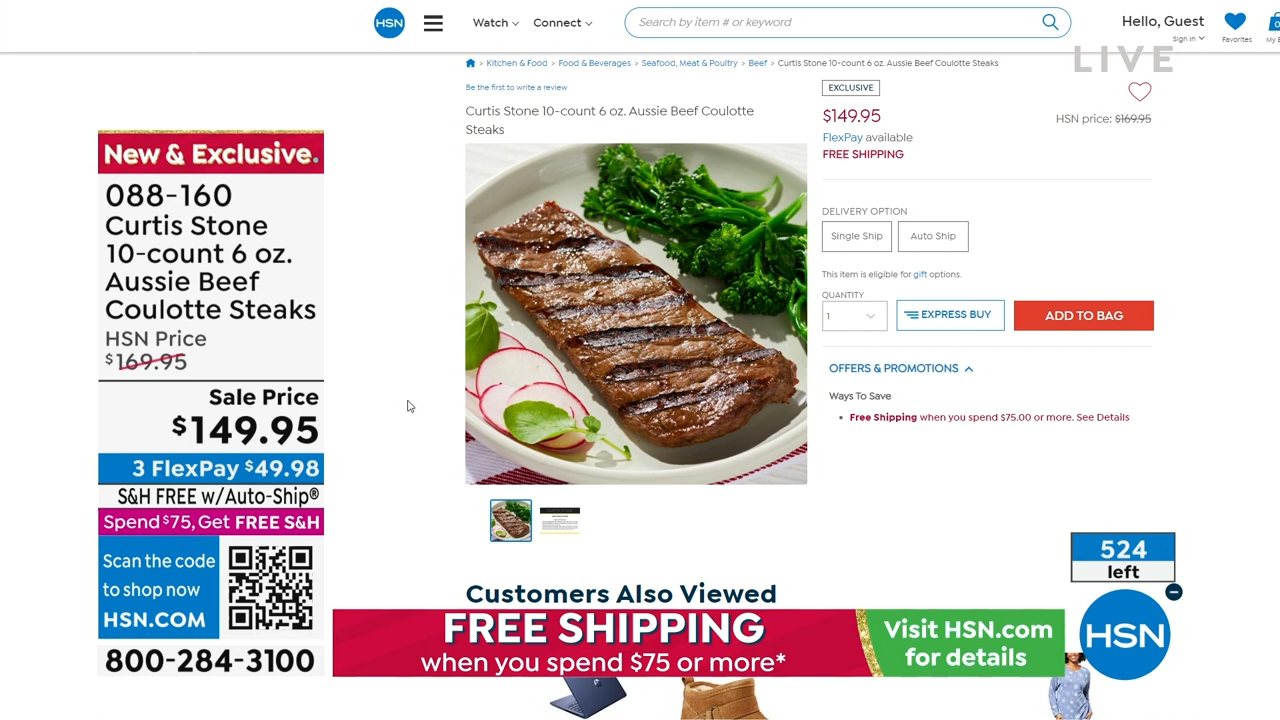 HSN
Watch
Connect
Search by item # or keyword
Hello, Guest
Sign In
Favorites
0
LIVE
> Kitchen & Food > Food & Beverages > Seafood, Meat & Poultry > Beef > Curtis Stone 10-count 6 oz. Aussie Beef Coulotte Steaks
Be the first to write a review
Curtis Stone 10-count 6 oz. Aussie Beef Coulotte
Steaks
EXCLUSIVE
$149.95
HSN price: $169.95
FlexPay available
FREE SHIPPING
DELIVERY OPTION
Single Ship
Auto Ship
This item is eligible for gift options.
QUANTITY
1
EXPRESS BUY
ADD TO BAG
OFFERS & PROMOTIONS
Ways To Save
• Free Shipping when you spend $75.00 or more. See Details
New & Exclusive.
088-160
Curtis Stone
10-count 6 oz.
Aussie Beef
Coulotte Steaks
HSN Price
$169.95
Sale Price
$149.95
3 FlexPay $49.98
S&H FREE w/Auto-Ship®
Spend $75, Get FREE S&H
Scan the code
to shop now
HSN.COM
800-284-3100
Customers Also Viewed
FREE SHIPPING
when you spend $75 or more*
Visit HSN.com
for details
524
left
HSN